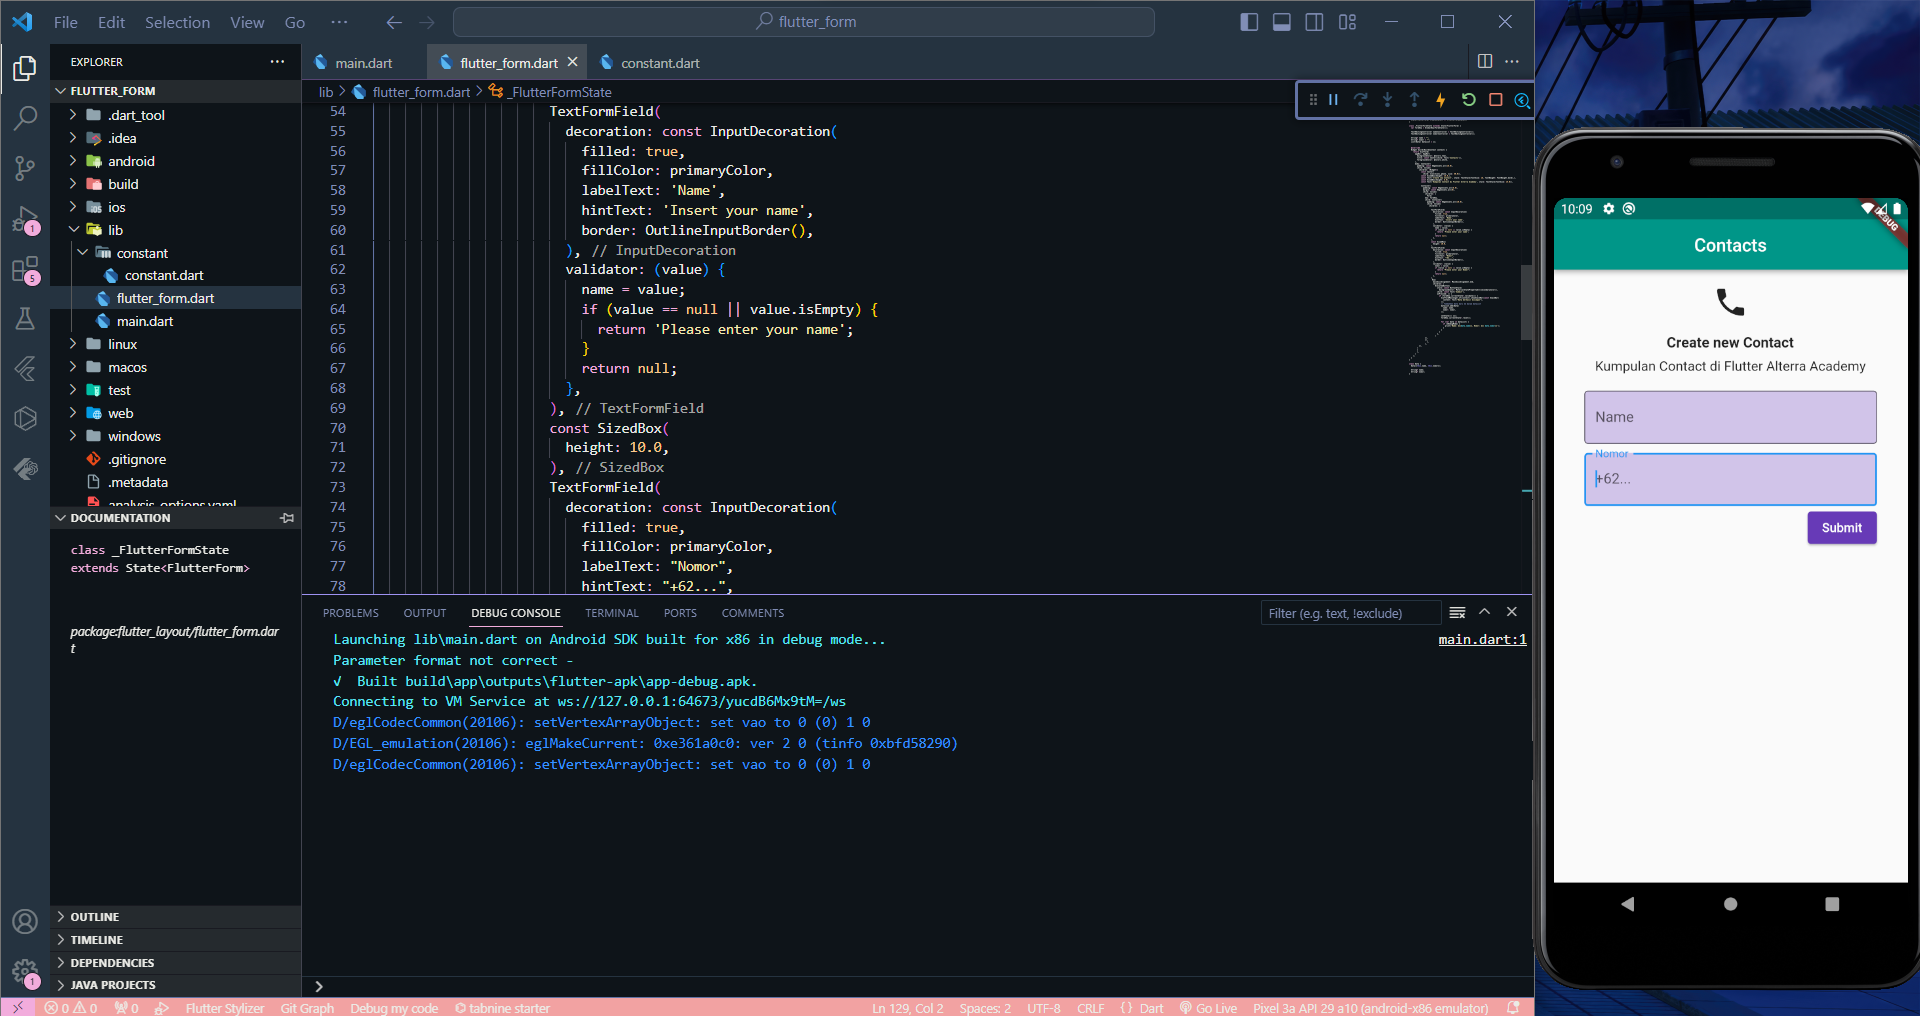 File Edit Selection View Go ···
flutter_form
EXPLORER
FLUTTER_FORM
.dart_tool
.idea
android
build
ios
lib
constant
constant.dart
flutter_form.dart
main.dart
linux
macos
test
web
windows
.gitignore
.metadata
analysis_options.yaml
DOCUMENTATION
class _FlutterFormState
extends State<FlutterForm>
package:flutter_layout/flutter_form.dar
t
OUTLINE
TIMELINE
DEPENDENCIES
JAVA PROJECTS
1
5
1
main.dart flutter_form.dart constant.dart
lib > flutter_form.dart > _FlutterFormState
54 TextFormField(
55 decoration: const InputDecoration(
56 filled: true,
57 fillColor: primaryColor,
58 labelText: 'Name',
59 hintText: 'Insert your name',
60 border: OutlineInputBorder(),
61 ), // InputDecoration
62 validator: (value) {
63 name = value;
64 if (value == null || value.isEmpty) {
65 return 'Please enter your name';
66 }
67 return null;
68 },
69 ), // TextFormField
70 const SizedBox(
71 height: 10.0,
72 ), // SizedBox
73 TextFormField(
74 decoration: const InputDecoration(
75 filled: true,
76 fillColor: primaryColor,
77 labelText: "Nomor",
78 hintText: "+62...",
PROBLEMS OUTPUT DEBUG CONSOLE TERMINAL PORTS COMMENTS
Filter (e.g. text, !exclude)
Launching lib\main.dart on Android SDK built for x86 in debug mode...
main.dart:1
Parameter format not correct -
√ Built build\app\outputs\flutter-apk\app-debug.apk.
Connecting to VM Service at ws://127.0.0.1:64673/yucdB6Mx9tM=/ws
D/eglCodecCommon(20106): setVertexArrayObject: set vao to 0 (0) 1 0
D/EGL_emulation(20106): eglMakeCurrent: 0xe361a0c0: ver 2 0 (tinfo 0xbfd58290)
D/eglCodecCommon(20106): setVertexArrayObject: set vao to 0 (0) 1 0
0 0 0 Flutter Stylizer Git Graph Debug my code tabnine starter
Ln 129, Col 2 Spaces: 2 UTF-8 CRLF {} Dart Go Live Pixel 3a API 29 a10 (android-x86 emulator)
10:09
DEBUG
Contacts
Create new Contact
Kumpulan Contact di Flutter Alterra Academy
Name
Nomor
+62...
Submit